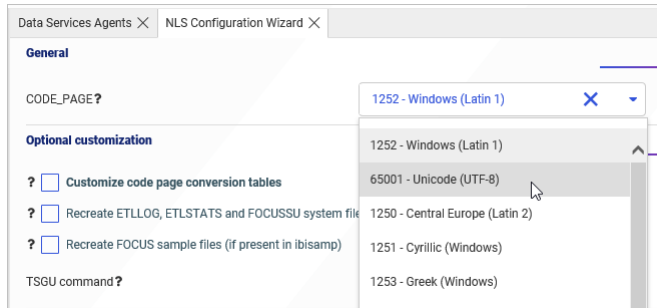 Data Services Agents
NLS Configuration Wizard
General
CODE_PAGE?
1252 - Windows (Latin 1)
Optional customization
1252 - Windows (Latin 1)
65001 - Unicode (UTF-8)
1250 - Central Europe (Latin 2)
1251 - Cyrillic (Windows)
1253 - Greek (Windows)
? Customize code page conversion tables
? Recreate ETLLOG, ETLSTATS and FOCUSSU system file
? Recreate FOCUS sample files (if present in ibisamp)
TSGU command?